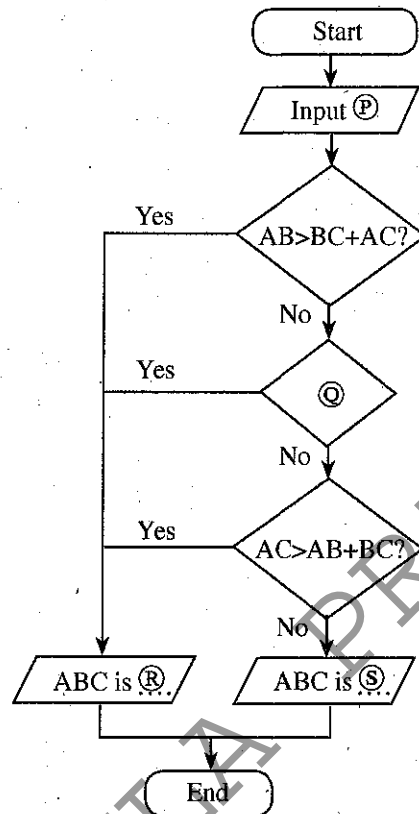 Start
Input Ⓟ
AB>BC+AC?
Yes
No
Ⓠ
Yes
No
AC>AB+BC?
Yes
No
ABC is Ⓡ....
ABC is Ⓢ....
End